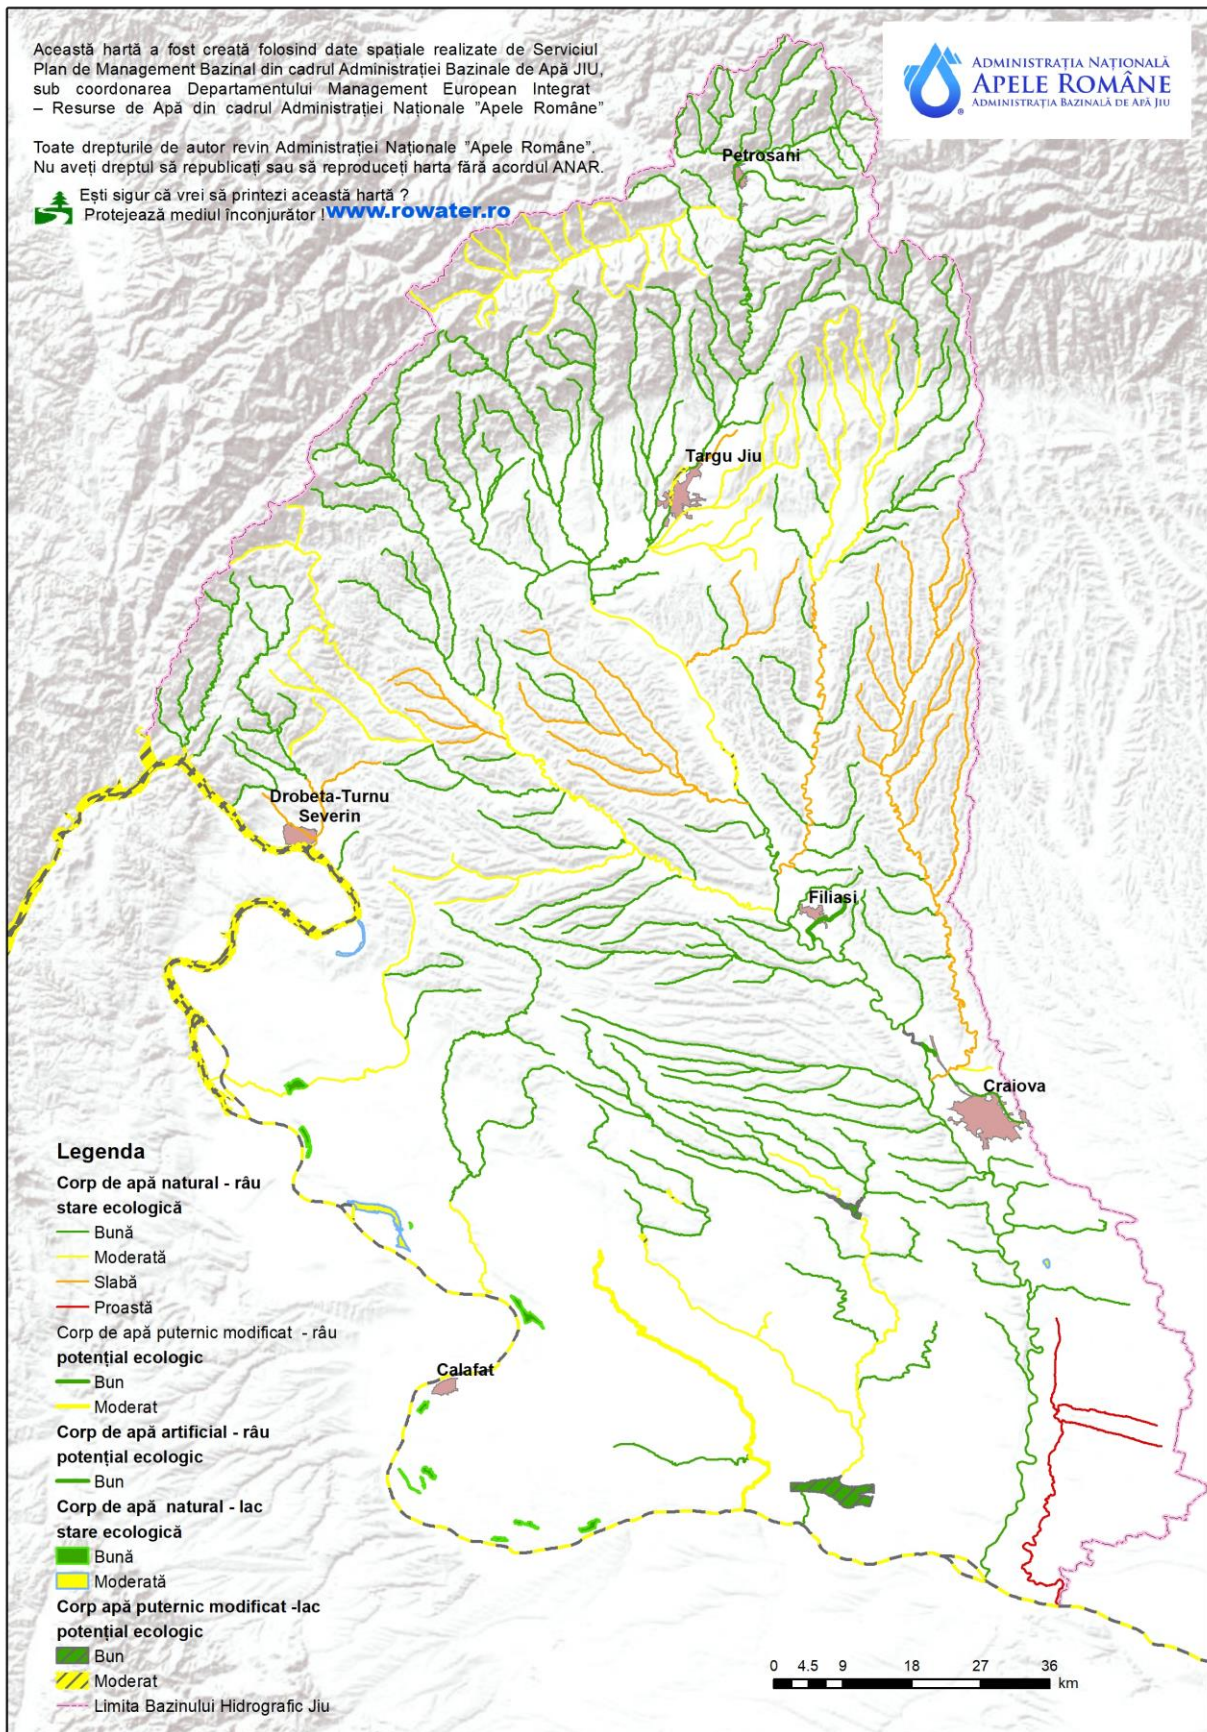 Această hartă a fost creată folosind date spațiale realizate de Serviciul
Plan de Management Bazinal din cadrul Administrației Bazinale de Apă JIU,
sub coordonarea Departamentului Management European Integrat
– Resurse de Apă din cadrul Administrației Naționale "Apele Române"
Toate drepturile de autor revin Administrației Naționale "Apele Române".
Nu aveți dreptul să republicați sau să reproduceți harta fără acordul ANAR.
Ești sigur că vrei să printezi această hartă ?
Protejează mediul înconjurător ! www.rowater.ro
ADMINISTRAȚIA NAȚIONALĂ
APELE ROMÂNE
ADMINISTRAȚIA BAZINALĂ DE APĂ JIU
®
Petrosani
Targu Jiu
Drobeta-Turnu
Severin
Filiasi
Craiova
Calafat
Legenda
Corp de apă natural - râu
stare ecologică
Bună
Moderată
Slabă
Proastă
Corp de apă puternic modificat - râu
potențial ecologic
Bun
Moderat
Corp de apă artificial - râu
potențial ecologic
Bun
Corp de apă natural - lac
stare ecologică
Bună
Moderată
Corp apă puternic modificat -lac
potențial ecologic
Bun
Moderat
Limita Bazinului Hidrografic Jiu
0 4.5 9 18 27 36
km